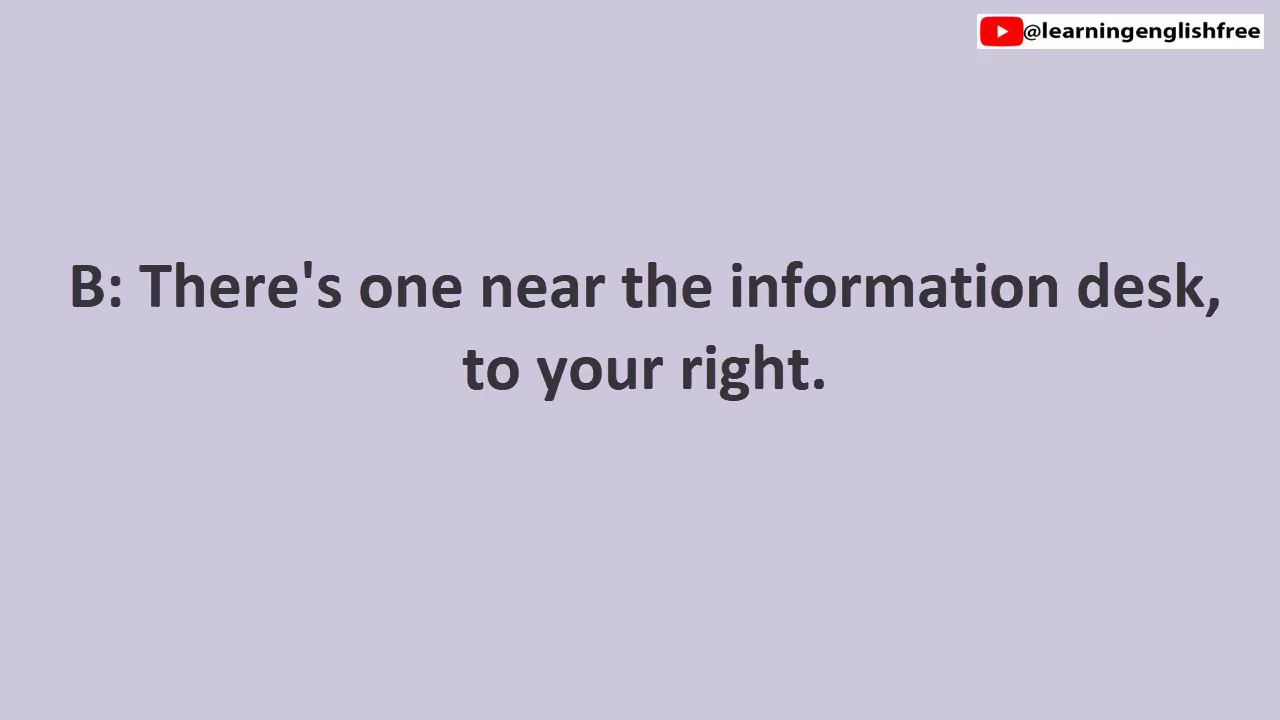 @learningenglishfree
B: There's one near the information desk,
to your right.